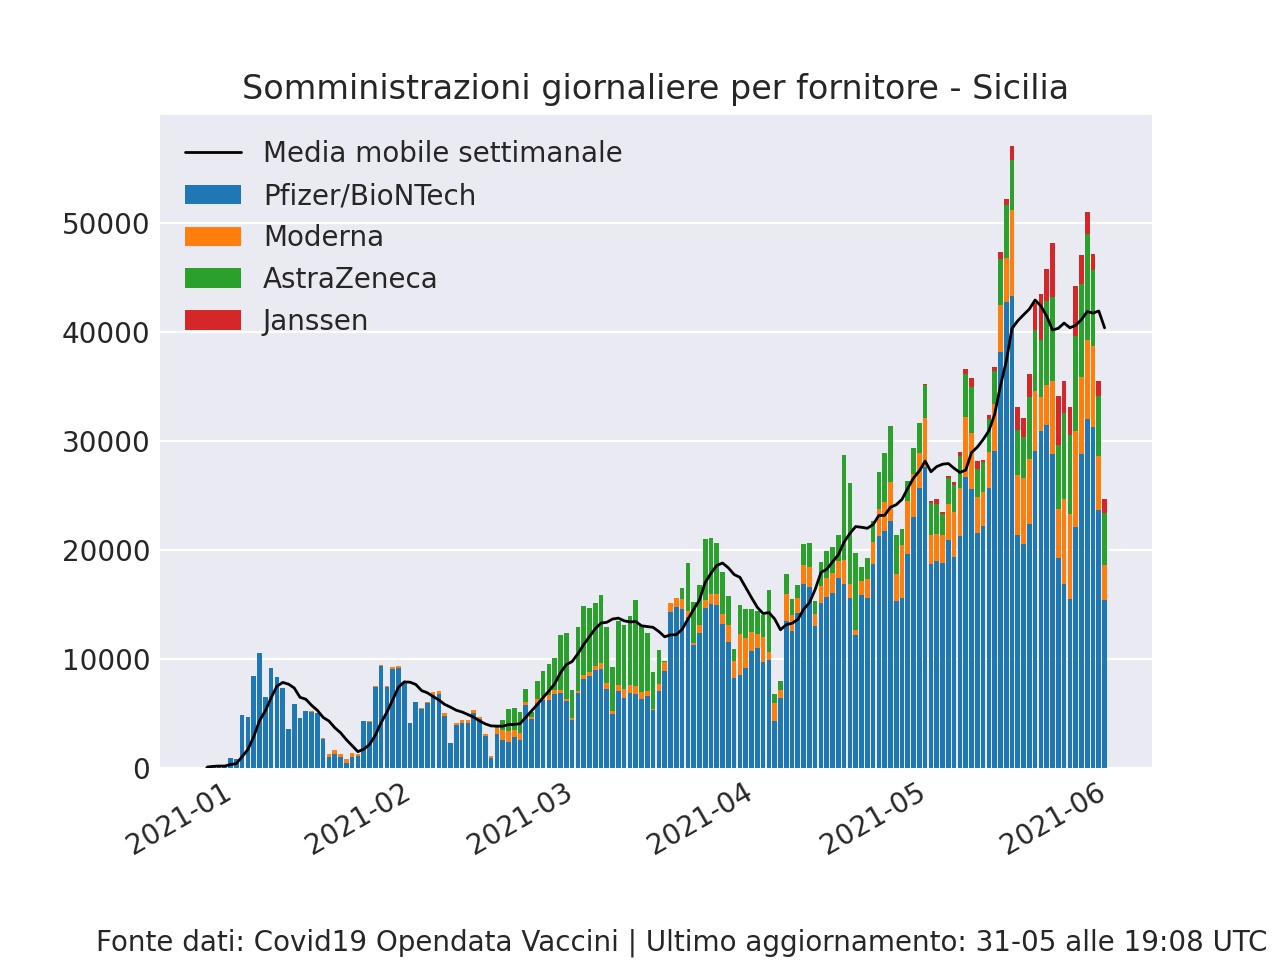 Somministrazioni giornaliere per fornitore - Sicilia
Media mobile settimanale
Pfizer/BioNTech
Moderna
AstraZeneca
Janssen
50000
40000
30000
20000
10000
0
2021-01
2021-02
2021-03
2021-04
2021-05
2021-06
Fonte dati: Covid19 Opendata Vaccini | Ultimo aggiornamento: 31-05 alle 19:08 UTC